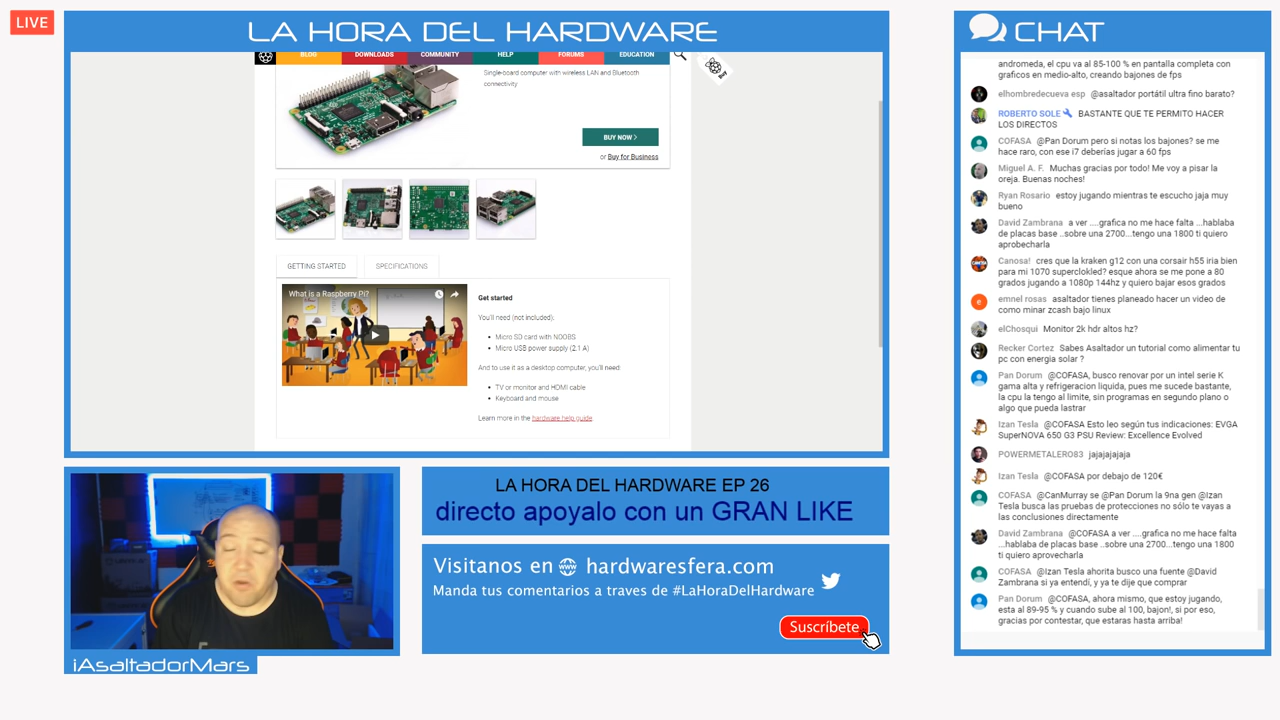 LIVE
LA HORA DEL HARDWARE
BLOG
DOWNLOADS
COMMUNITY
HELP
FORUMS
EDUCATION
BUY
Single-board computer with wireless LAN and Bluetooth
connectivity
BUY NOW
or Buy for Business
GETTING STARTED
SPECIFICATIONS
What is a Raspberry Pi?
Get started
You'll need (not included):
Micro SD card with NOOBS
Micro USB power supply (2.1 A)
And to use it as a desktop computer, you'll need:
TV or monitor and HDMI cable
Keyboard and mouse
Learn more in the hardware help guide.
iAsaltadorMars
LA HORA DEL HARDWARE EP 26
directo apoyalo con un GRAN LIKE
Visitanos en www hardwaresfera.com
Manda tus comentarios a traves de #LaHoraDelHardware
Suscríbete
CHAT
andromeda, el cpu va al 85-100 % en pantalla completa con
graficos en medio-alto, creando bajones de fps
elhombredecueva esp @asaltador portátil ultra fino barato?
ROBERTO SOLE BASTANTE QUE TE PERMITO HACER
LOS DIRECTOS
COFASA @Pan Dorum pero si notas los bajones? se me
hace raro, con ese i7 deberías jugar a 60 fps
Miguel A. F. Muchas gracias por todo! Me voy a pisar la
oreja. Buenas noches!
Ryan Rosario estoy jugando mientras te escucho jaja muy
bueno
David Zambrana a ver ....grafica no me hace falta ...hablaba
de placas base ..sobre una 2700...tengo una 1800 ti quiero
aprobecharla
Canosa! cres que la kraken g12 con una corsair h55 iria bien
para mi 1070 superclokled? esque ahora se me pone a 80
grados jugando a 1080p 144hz y quiero bajar esos grados
emnel rosas asaltador tienes planeado hacer un video de
como minar zcash bajo linux
elChosqui Monitor 2k hdr altos hz?
Recker Cortez Sabes Asaltador un tutorial como alimentar tu
pc con energia solar ?
Pan Dorum @COFASA, busco renovar por un intel serie K
gama alta y refrigeracion liquida, pues me sucede bastante,
la cpu la tengo al limite, sin programas en segundo plano o
algo que pueda lastrar
Izan Tesla @COFASA Esto leo según tus indicaciones: EVGA
SuperNOVA 650 G3 PSU Review: Excellence Evolved
POWERMETALERO83 jajajajaja
Izan Tesla @COFASA por debajo de 120€
COFASA @CanMurray se @Pan Dorum la 9na gen @Izan
Tesla busca las pruebas de protecciones no sólo te vayas a
las conclusiones directamente
David Zambrana @COFASA a ver ....grafica no me hace falta
...hablaba de placas base ..sobre una 2700...tengo una 1800
ti quiero aprovecharla
COFASA @Izan Tesla ahorita busco una fuente @David
Zambrana si ya entendí, y ya te dije que comprar
Pan Dorum @COFASA, ahora mismo, que estoy jugando,
esta al 89-95 % y cuando sube al 100, bajon!, si por eso,
gracias por contestar, que estaras hasta arriba!